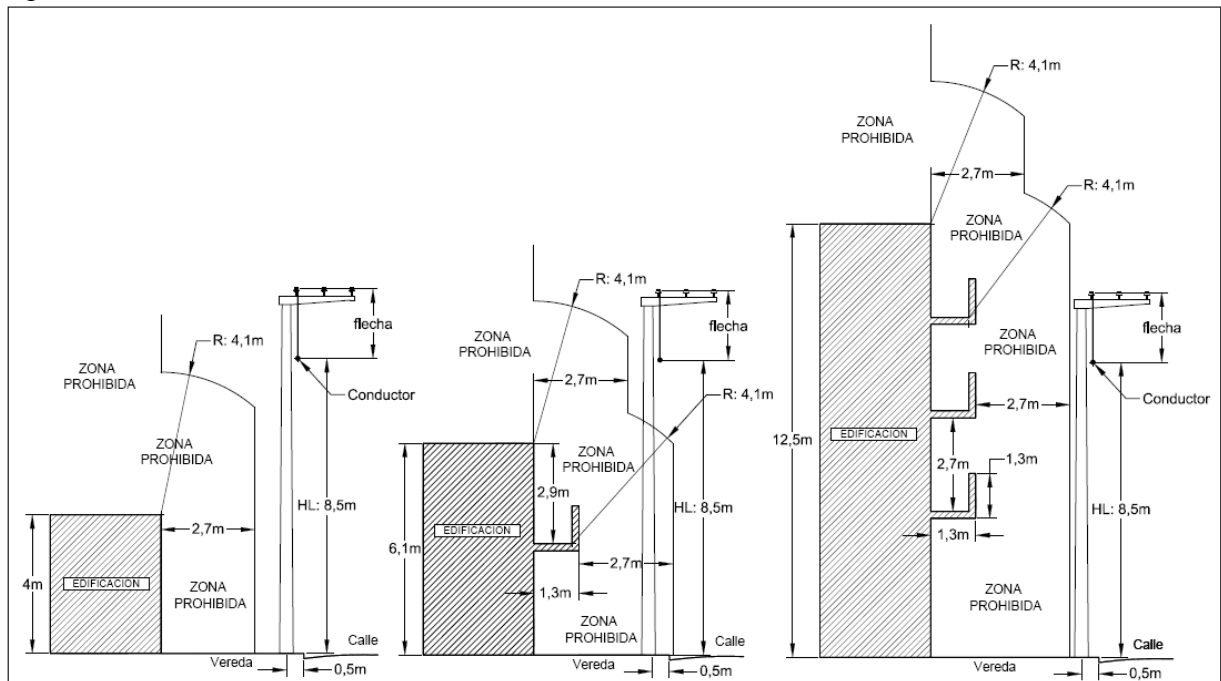 R: 4,1m
ZONA
PROHIBIDA
flecha
Conductor
ZONA
PROHIBIDA
HL: 8,5m
2,7m
4m
EDIFICACION
ZONA
PROHIBIDA
Vereda
Calle
0,5m
R: 4,1m
ZONA
PROHIBIDA
flecha
2,7m
R: 4,1m
ZONA
PROHIBIDA
2,9m
HL: 8,5m
6,1m
EDIFICACION
2,7m
1,3m
ZONA
PROHIBIDA
Vereda
Calle
0,5m
R: 4,1m
ZONA
PROHIBIDA
2,7m
R: 4,1m
ZONA
PROHIBIDA
flecha
ZONA
PROHIBIDA
Conductor
2,7m
12,5m
EDIFICACION
2,7m
1,3m
HL: 8,5m
1,3m
ZONA
PROHIBIDA
Vereda
Calle
0,5m